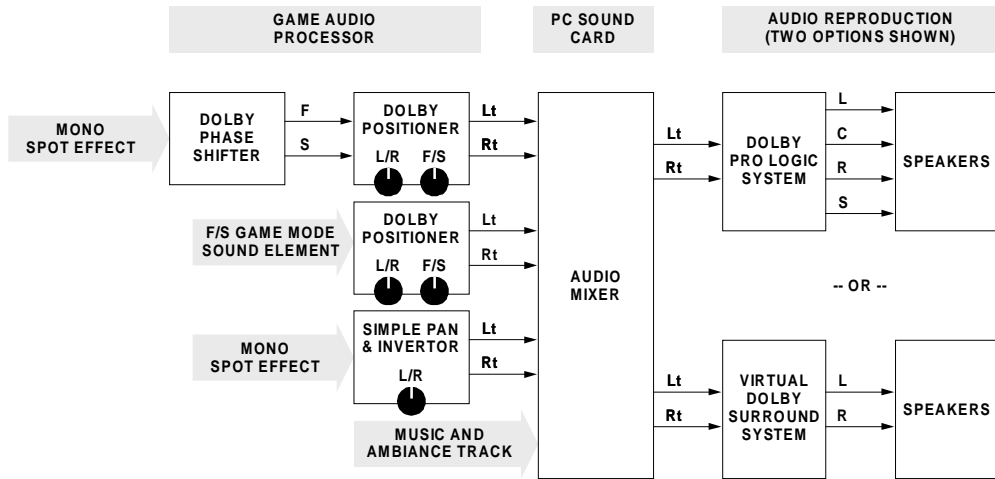 GAME AUDIO
PROCESSOR
PC SOUND
CARD
AUDIO REPRODUCTION
(TWO OPTIONS SHOWN)
MONO
SPOT EFFECT
DOLBY
PHASE
SHIFTER
F
S
DOLBY
POSITIONER
L/R F/S
Lt
Rt
F/S GAME MODE
SOUND ELEMENT
DOLBY
POSITIONER
L/R F/S
Lt
Rt
MONO
SPOT EFFECT
SIMPLE PAN
& INVERTOR
L/R
Lt
Rt
MUSIC AND
AMBIANCE TRACK
AUDIO
MIXER
Lt
Rt
DOLBY
PRO LOGIC
SYSTEM
L
C
R
S
SPEAKERS
-- OR --
Lt
Rt
VIRTUAL
DOLBY
SURROUND
SYSTEM
L
R
SPEAKERS